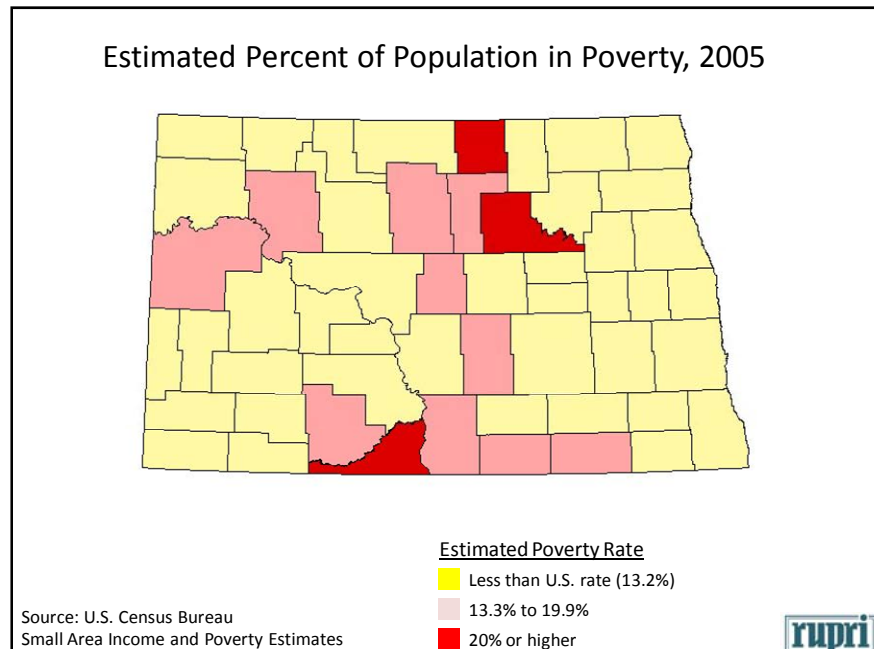 Estimated Percent of Population in Poverty, 2005
Estimated Poverty Rate
Less than U.S. rate (13.2%)
13.3% to 19.9%
20% or higher
Source: U.S. Census Bureau
Small Area Income and Poverty Estimates
rupri